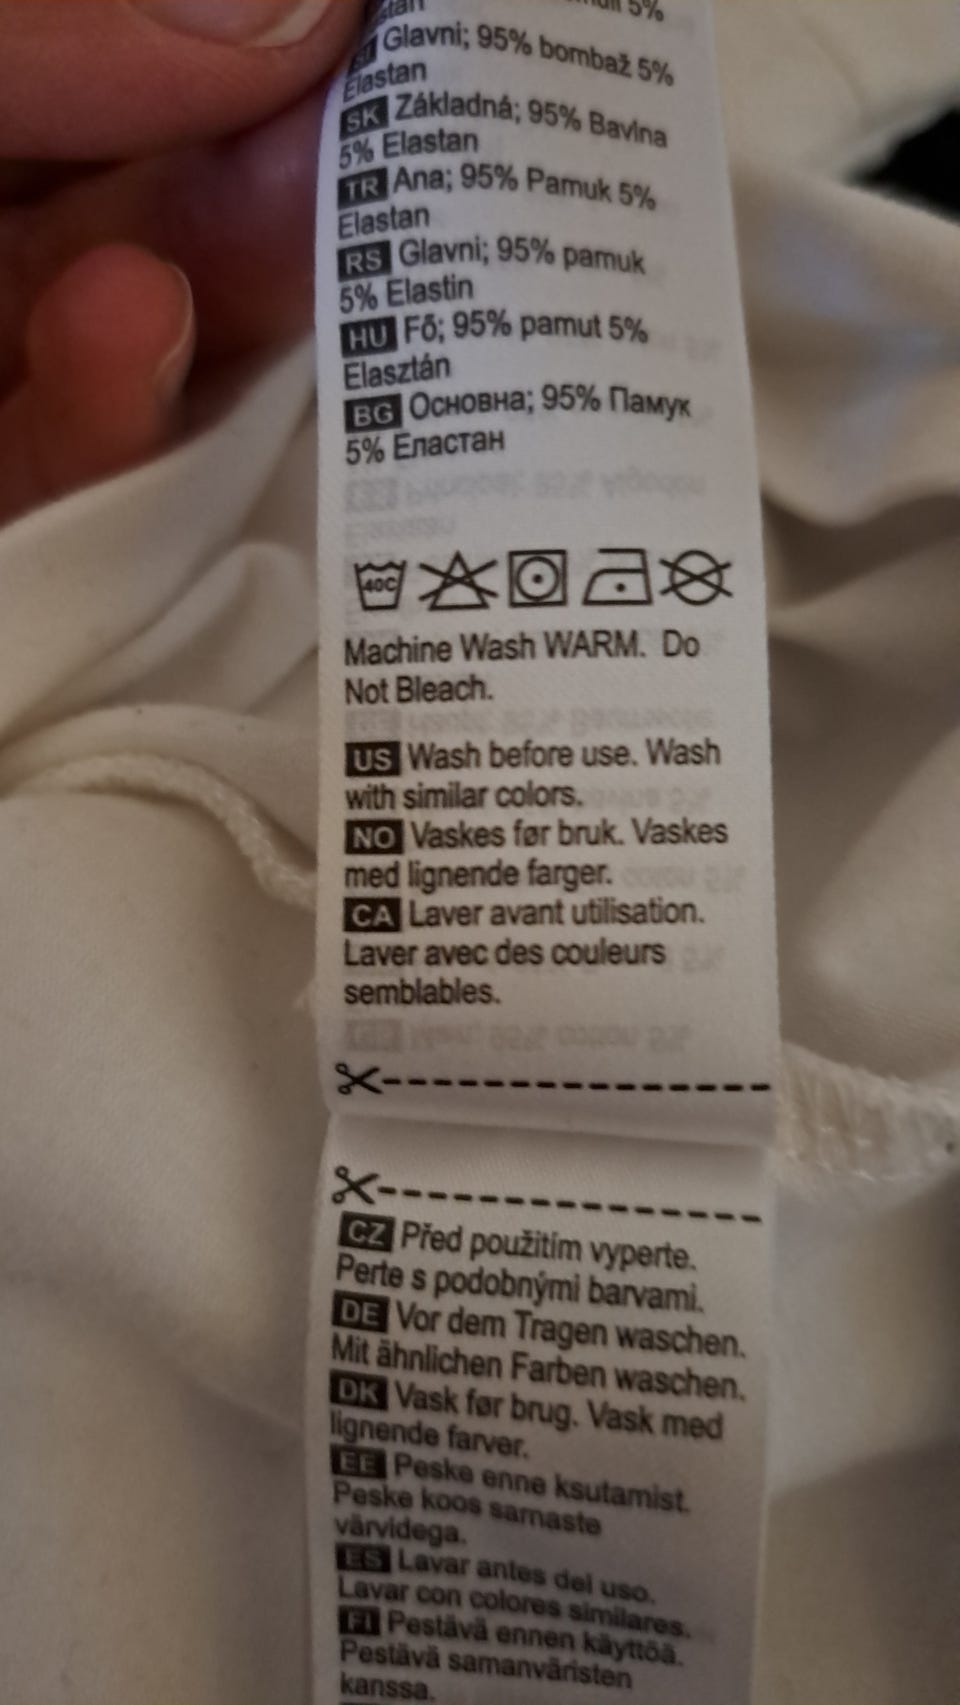 5%
Glavni; 95% bombaž 5%
Elastan
SK Základná; 95% Bavlna
5% Elastan
TR Ana; 95% Pamuk 5%
Elastan
RS Glavni; 95% pamuk
5% Elastin
HU Fő; 95% pamut 5%
Elasztán
BG Основна; 95% Памук
5% Еластан
40C
Machine Wash WARM. Do
Not Bleach.
US Wash before use. Wash
with similar colors.
NO Vaskes før bruk. Vaskes
med lignende farger.
CA Laver avant utilisation.
Laver avec des couleurs
semblables.
CZ Před použitím vyperte.
Perte s podobnými barvami.
DE Vor dem Tragen waschen.
Mit ähnlichen Farben waschen.
DK Vask før brug. Vask med
lignende farver.
EE Peske enne ksutamist.
Peske koos sarnaste
värvidega.
ES Lavar antes del uso.
Lavar con colores similares.
FI Pestävä ennen käyttöä.
Pestävä samanväristen
kanssa.